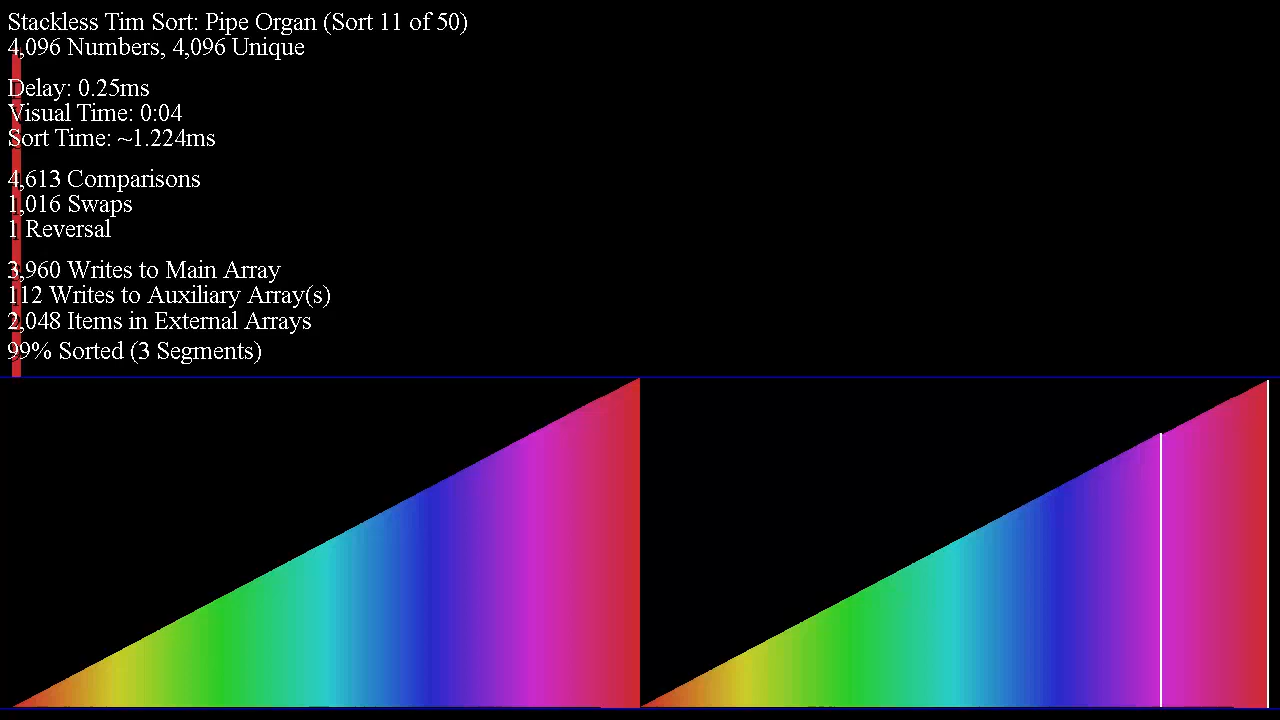 Stackless Tim Sort: Pipe Organ (Sort 11 of 50)
4,096 Numbers, 4,096 Unique
Delay: 0.25ms
Visual Time: 0:04
Sort Time: ~1.224ms
4,613 Comparisons
1,016 Swaps
1 Reversal
3,960 Writes to Main Array
112 Writes to Auxiliary Array(s)
2,048 Items in External Arrays
99% Sorted (3 Segments)